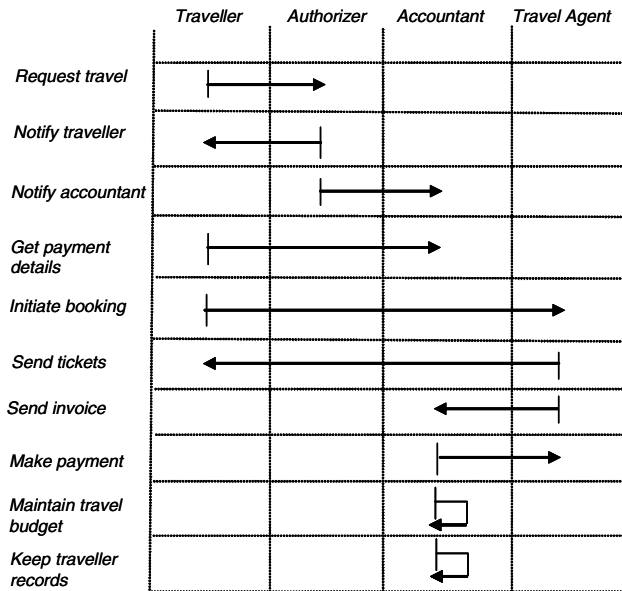 Traveller Authorizer Accountant Travel Agent
Request travel
Notify traveller
Notify accountant
Get payment
details
Initiate booking
Send tickets
Send invoice
Make payment
Maintain travel
budget
Keep traveller
records